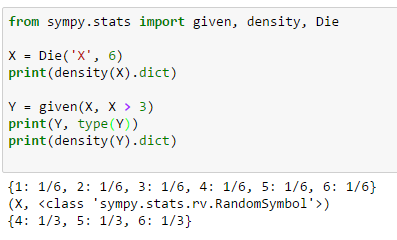 from sympy.stats import given, density, Die
X = Die('X', 6)
print(density(X).dict)
Y = given(X, X > 3)
print(Y, type(Y))
print(density(Y).dict)
{1: 1/6, 2: 1/6, 3: 1/6, 4: 1/6, 5: 1/6, 6: 1/6}
(X, <class 'sympy.stats.rv.RandomSymbol'>)
{4: 1/3, 5: 1/3, 6: 1/3}